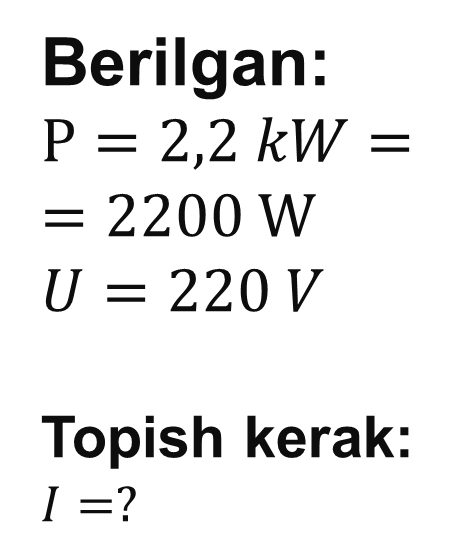 Berilgan:
P = 2,2 kW =
= 2200 W
U = 220 V
Topish kerak:
I =?